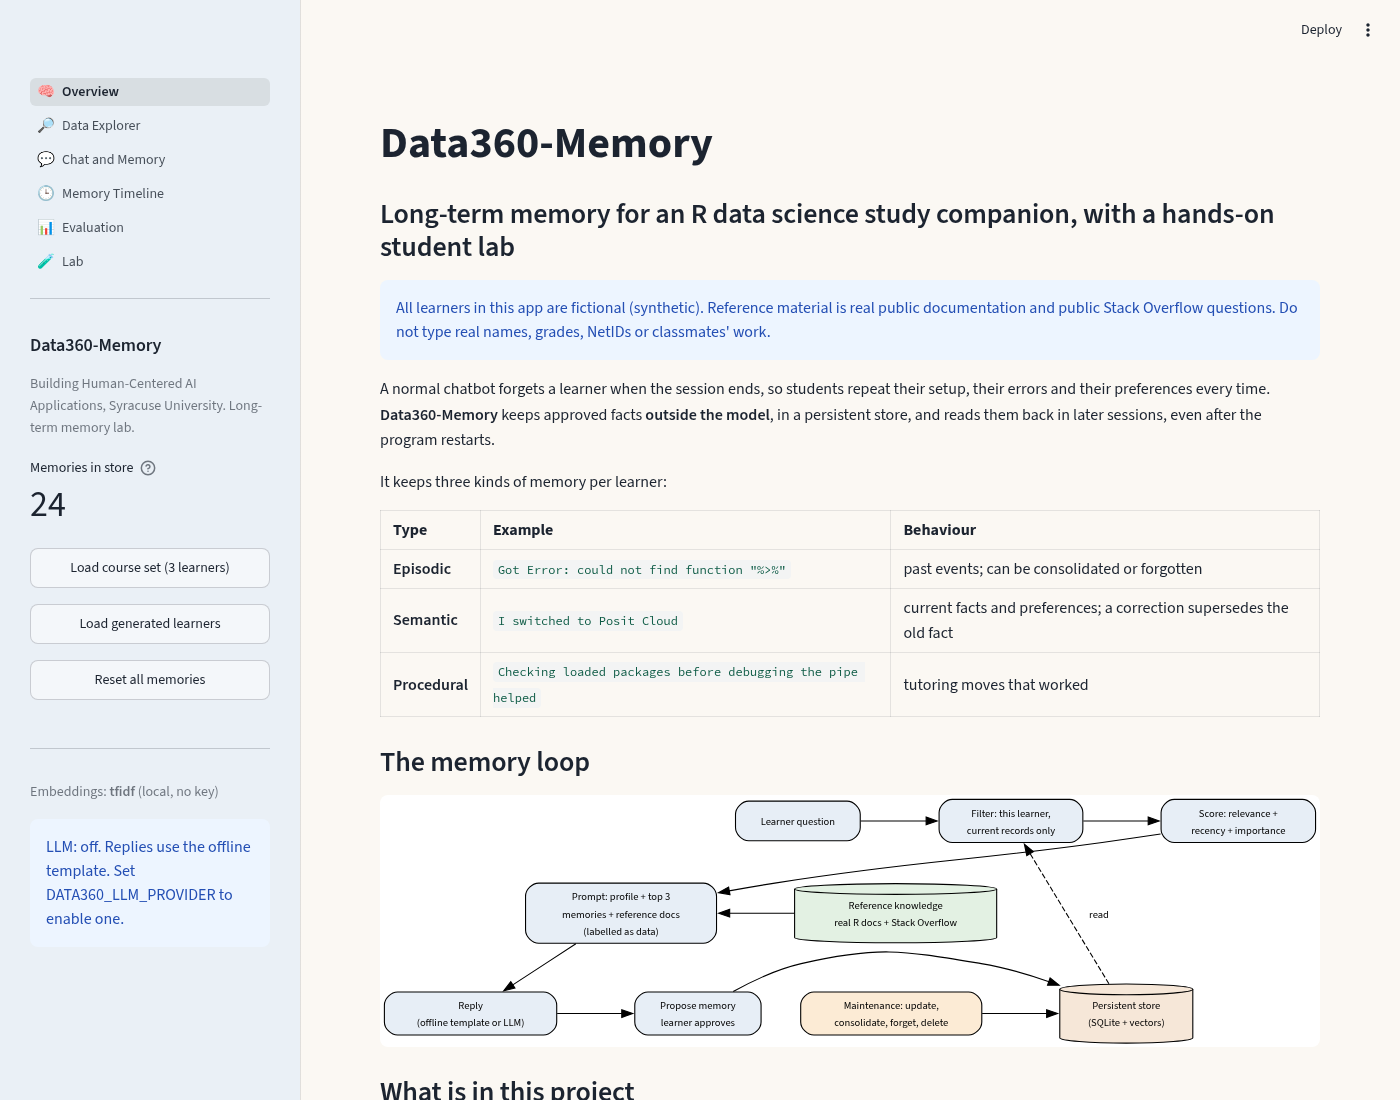 Deploy
Overview
Data Explorer
Chat and Memory
Memory Timeline
Evaluation
Lab
Data360-Memory
Building Human-Centered AI
Applications, Syracuse University. Long-
term memory lab.
Memories in store
24
Load course set (3 learners)
Load generated learners
Reset all memories
Embeddings: tfidf (local, no key)
LLM: off. Replies use the offline
template. Set
DATA360_LLM_PROVIDER to
enable one.
Data360-Memory
Long-term memory for an R data science study companion, with a hands-on
student lab
All learners in this app are fictional (synthetic). Reference material is real public documentation and public Stack Overflow questions. Do
not type real names, grades, NetIDs or classmates' work.
A normal chatbot forgets a learner when the session ends, so students repeat their setup, their errors and their preferences every time.
Data360-Memory keeps approved facts outside the model, in a persistent store, and reads them back in later sessions, even after the
program restarts.
It keeps three kinds of memory per learner:
Type Example Behaviour
Episodic Got Error: could not find function "%>%" past events; can be consolidated or forgotten
Semantic I switched to Posit Cloud current facts and preferences; a correction supersedes the
old fact
Procedural Checking loaded packages before debugging the pipe
helped tutoring moves that worked
The memory loop
Learner question
Filter: this learner,
current records only
Score: relevance +
recency + importance
Prompt: profile + top 3
memories + reference docs
(labelled as data)
Reference knowledge
real R docs + Stack Overflow
read
Reply
(offline template or LLM)
Propose memory
learner approves
Maintenance: update,
consolidate, forget, delete
Persistent store
(SQLite + vectors)
What is in this project